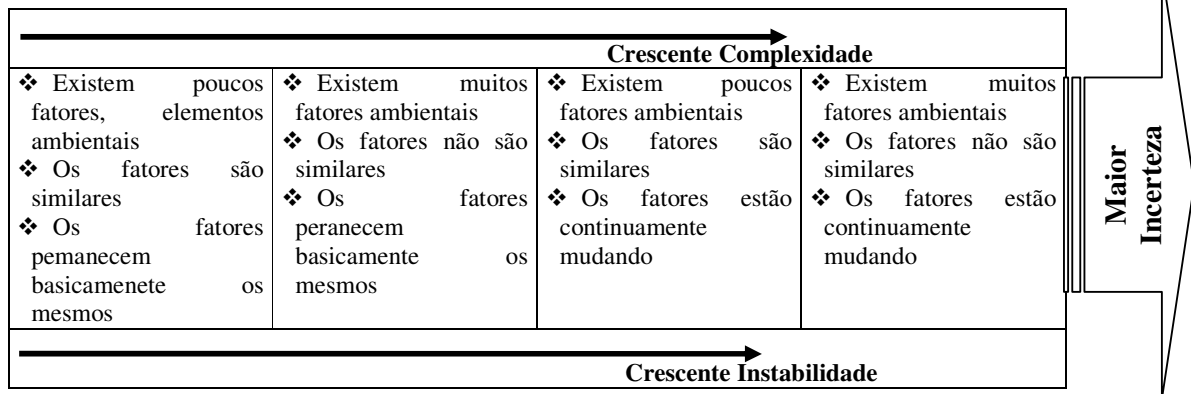 Crescente Complexidade
❖ Existem poucos
fatores, elementos
ambientais
❖ Os fatores são
similares
❖ Os fatores
pemanecem
basicamenete os
mesmos
❖ Existem muitos
fatores ambientais
❖ Os fatores não são
similares
❖ Os fatores
peranecem
basicamente os
mesmos
❖ Existem poucos
fatores ambientais
❖ Os fatores são
similares
❖ Os fatores estão
continuamente
mudando
❖ Existem muitos
fatores ambientais
❖ Os fatores não são
similares
❖ Os fatores estão
continuamente
mudando
Maior
Incerteza
Crescente Instabilidade